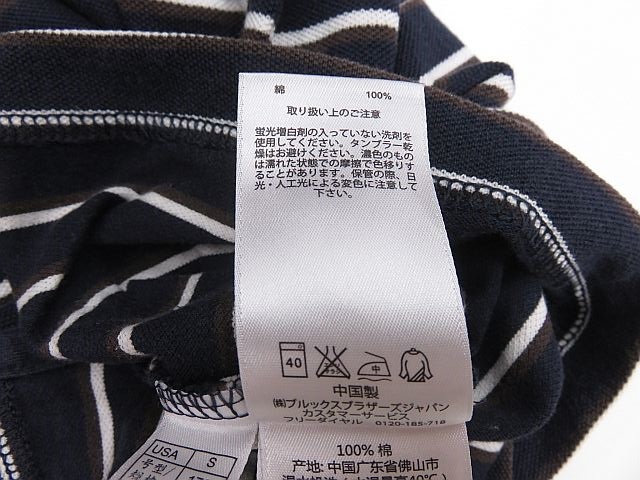 綿 100%
取り扱い上のご注意
蛍光増白剤の入っていない洗剤を
使用してください。タンブラー乾
燥はお避けください。濃色のもの
は濡れた状態での摩擦で色移りす
ることがあります。保管の際、日
光・人工光による変色に注意して
下さい。
40 中
中国製
㈱ブルックスブラザーズジャパン
カスタマーサービス
フリーダイヤル 0120-185-718
100% 棉
产地: 中国广东省佛山市
USA S
号型/